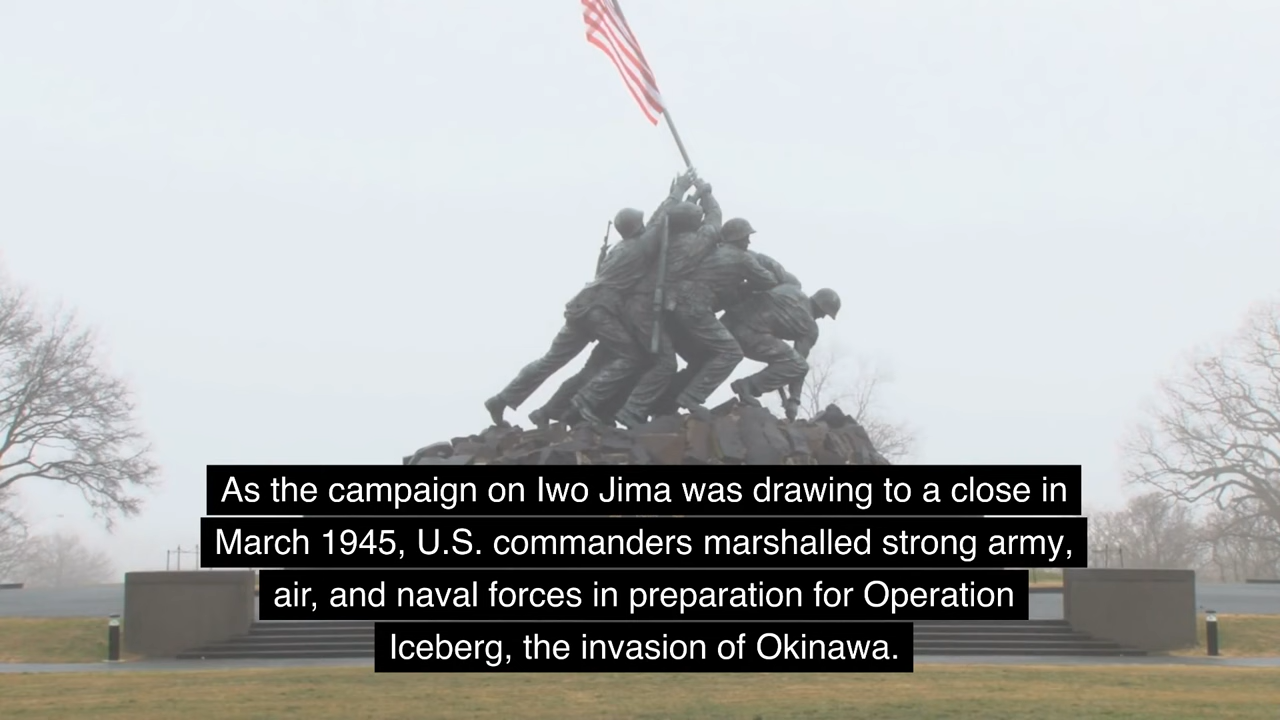 As the campaign on Iwo Jima was drawing to a close in
March 1945, U.S. commanders marshalled strong army,
air, and naval forces in preparation for Operation
Iceberg, the invasion of Okinawa.